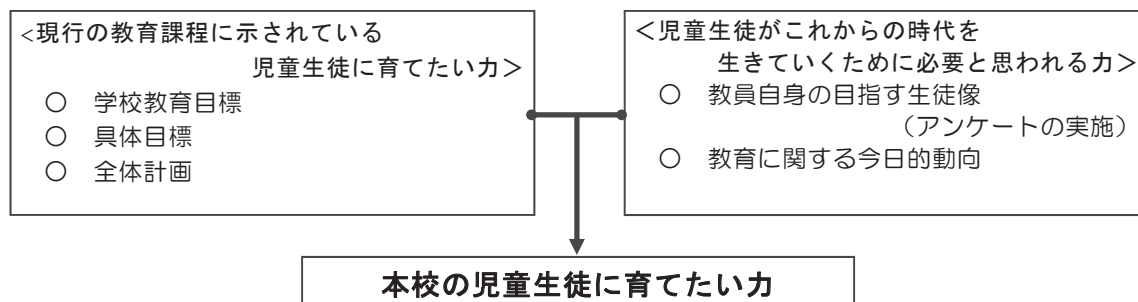 <現行の教育課程に示されている
児童生徒に育てたい力＞
○　学校教育目標
○　具体目標
○　全体計画
＜児童生徒がこれからの時代を
生きていくために必要と思われる力＞
○　教員自身の目指す生徒像
（アンケートの実施）
○　教育に関する今日的動向
本校の児童生徒に育てたい力